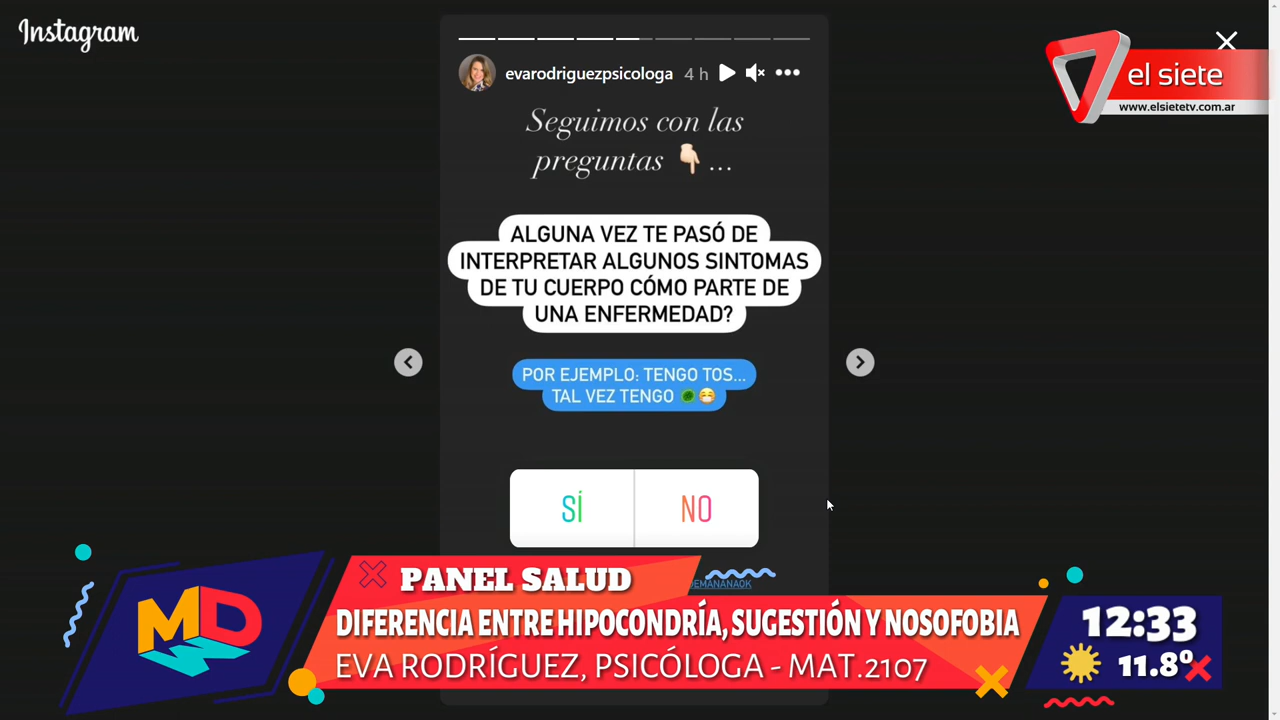 Instagram
evarodriguezpsicologa 4 h
el siete
www.elsietetv.com.ar
Seguimos con las
preguntas 👇🏻 ...
ALGUNA VEZ TE PASÓ DE
INTERPRETAR ALGUNOS SINTOMAS
DE TU CUERPO CÓMO PARTE DE
UNA ENFERMEDAD?
POR EJEMPLO: TENGO TOS...
TAL VEZ TENGO 🦠😷
SÍ
NO
DEMANANAOK
PANEL SALUD
DIFERENCIA ENTRE HIPOCONDRÍA, SUGESTIÓN Y NOSOFOBIA
EVA RODRÍGUEZ, PSICÓLOGA - MAT.2107
MD
12:33
11.8º